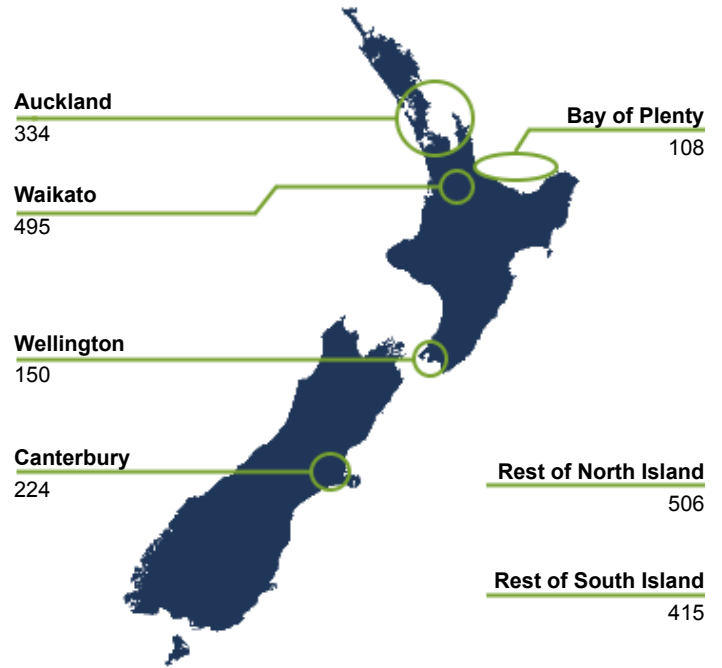 Auckland
334
Bay of Plenty
108
Waikato
495
Wellington
150
Canterbury
224
Rest of North Island
506
Rest of South Island
415